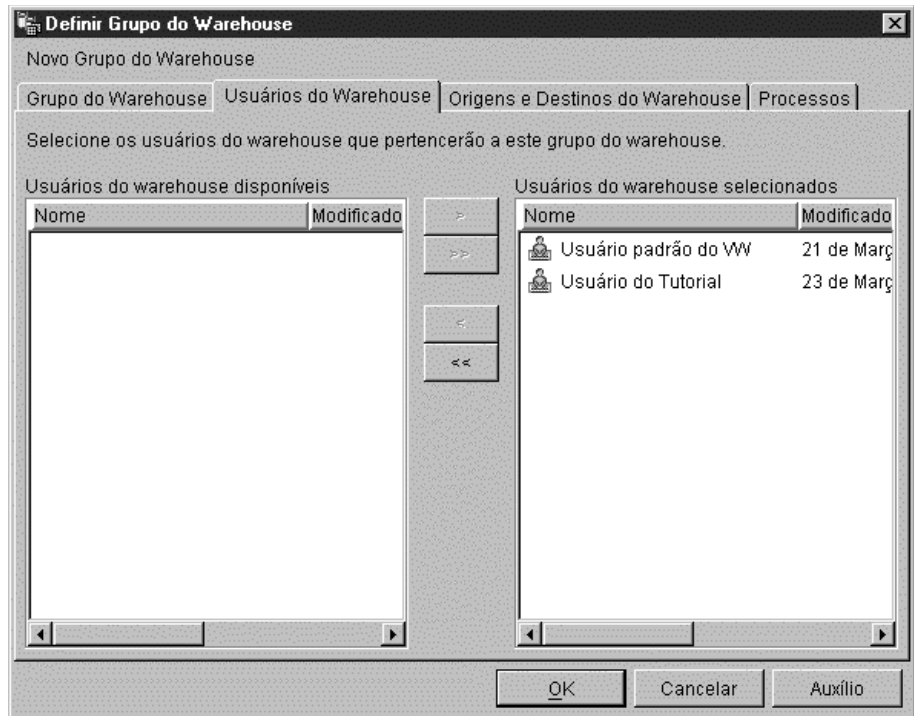 Definir Grupo do Warehouse
Novo Grupo do Warehouse
Grupo do Warehouse Usuários do Warehouse Origens e Destinos do Warehouse Processos
Selecione os usuários do warehouse que pertencerão a este grupo do warehouse.
Usuários do warehouse disponíveis Usuários do warehouse selecionados
Nome Modificado > Nome Modificado
Usuário padrão do VW 21 de Març
>>
Usuário do Tutorial 23 de Març
<
<<
OK Cancelar Auxílio